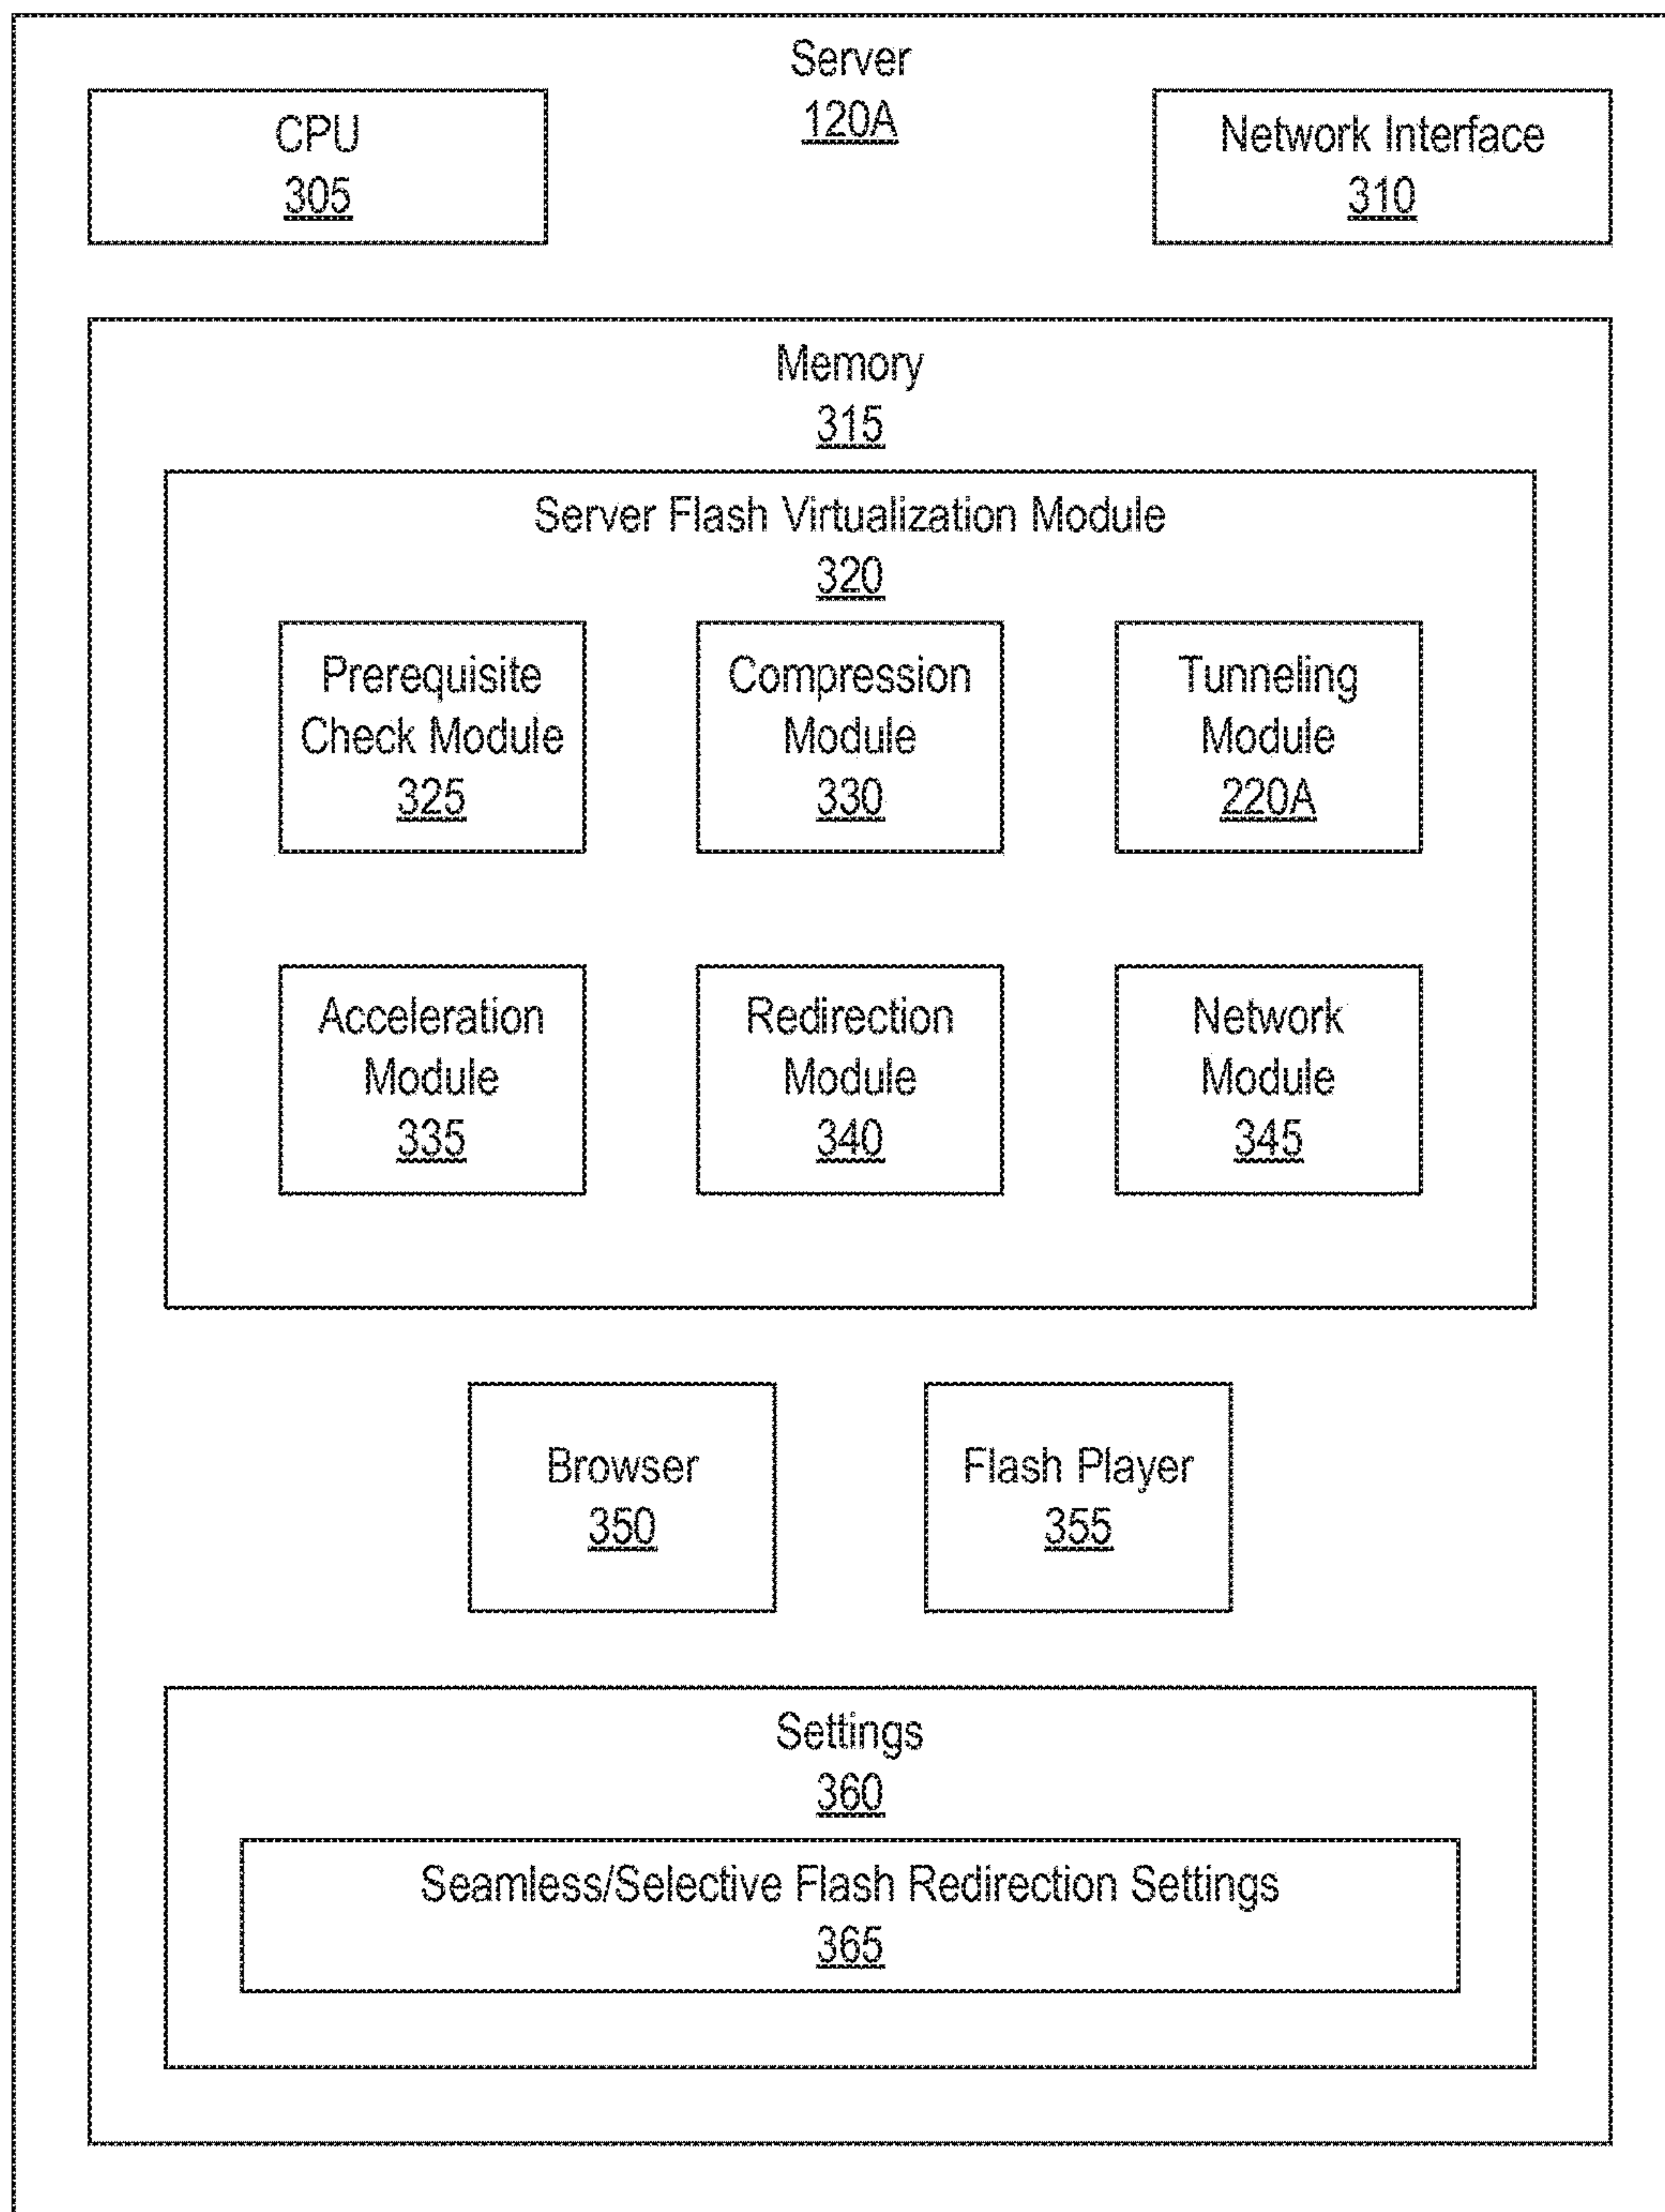 Server
120A
CPU
305
Network Interface
310
Memory
315
Server Flash Virtualization Module
320
Prerequisite
Check Module
325
Compression
Module
330
Tunneling
Module
220A
Acceleration
Module
335
Redirection
Module
340
Network
Module
345
Browser
350
Flash Player
355
Settings
360
Seamless/Selective Flash Redirection Settings
365